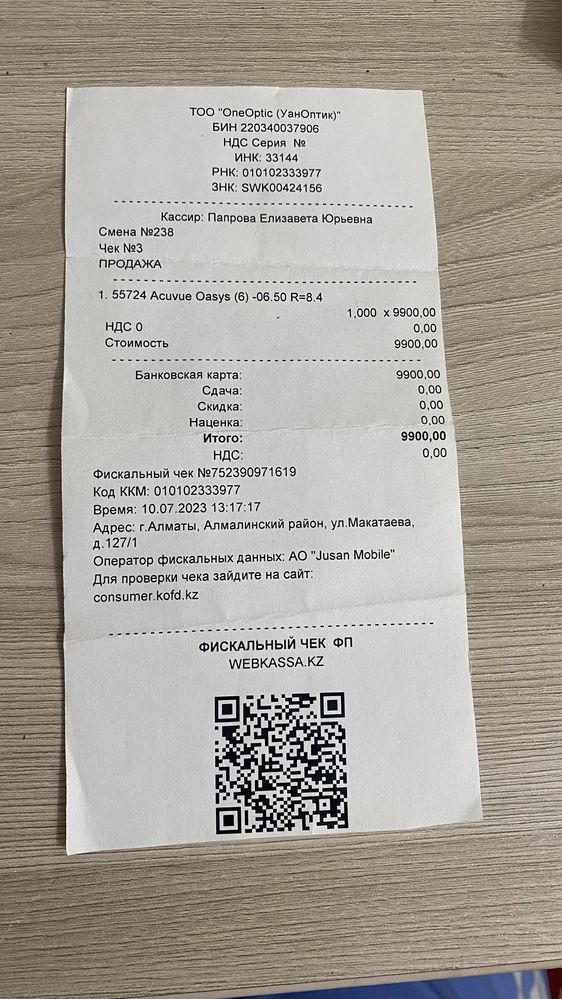 ТОО "OneOptic (УанОптик)"
БИН 220340037906
НДС Серия №
ИНК: 33144
РНК: 010102333977
ЗНК: SWK00424156
Кассир: Папрова Елизавета Юрьевна
Смена №238
Чек №3
ПРОДАЖА
1. 55724 Acuvue Oasys (6) -06.50 R=8.4
1,000 x 9900,00
НДС 0 0,00
Стоимость 9900,00
Банковская карта: 9900,00
Сдача: 0,00
Скидка: 0,00
Наценка: 0,00
Итого: 9900,00
НДС: 0,00
Фискальный чек №752390971619
Код ККМ: 010102333977
Время: 10.07.2023 13:17:17
Адрес: г.Алматы, Алмалинский район, ул.Макатаева,
д.127/1
Оператор фискальных данных: АО "Jusan Mobile"
Для проверки чека зайдите на сайт:
consumer.kofd.kz
ФИСКАЛЬНЫЙ ЧЕК ФП
WEBKASSA.KZ